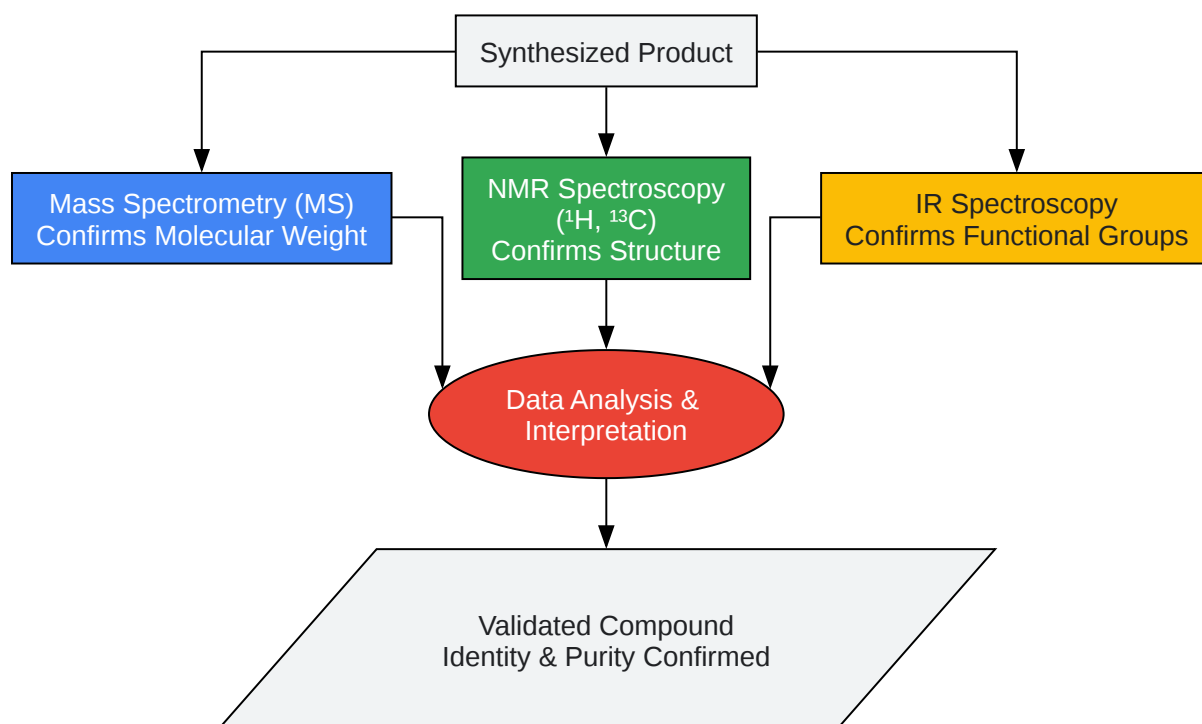 Synthesized Product
Mass Spectrometry (MS)
Confirms Molecular Weight
NMR Spectroscopy
(¹H, ¹³C)
Confirms Structure
IR Spectroscopy
Confirms Functional Groups
Data Analysis &
Interpretation
Validated Compound
Identity & Purity Confirmed